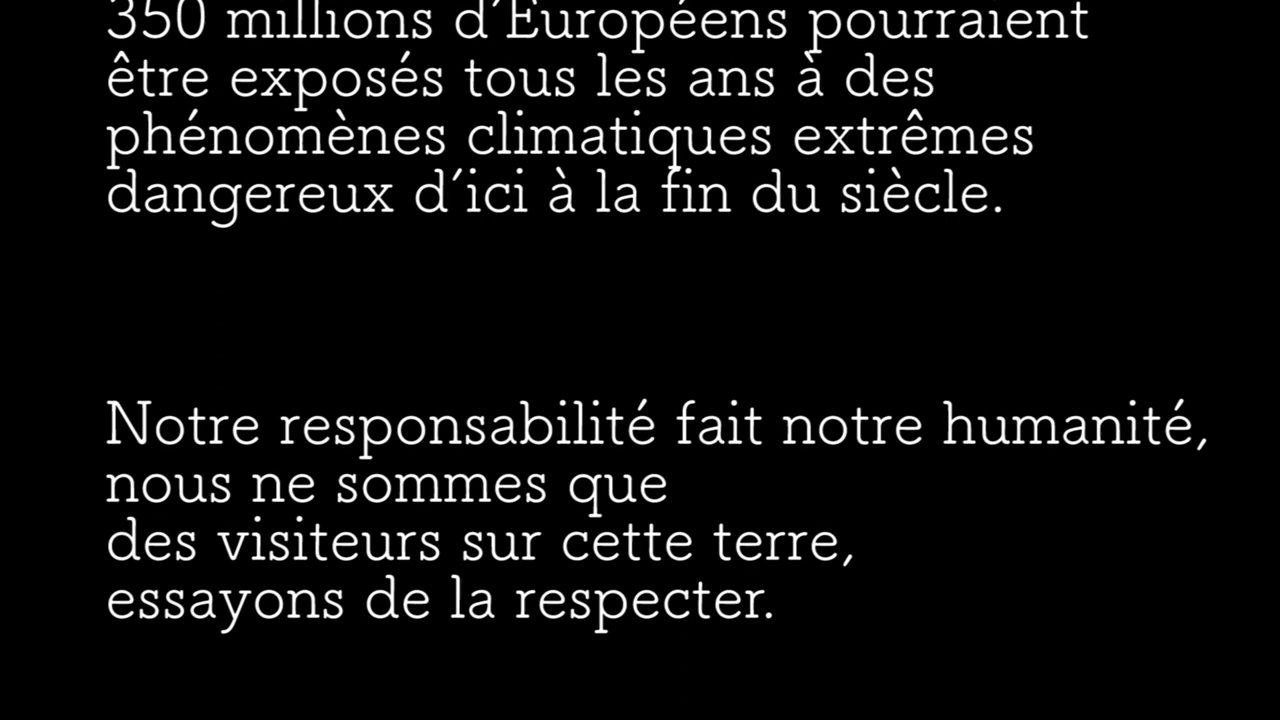 350 millions d'Européens pourraient
être exposés tous les ans à des
phénomènes climatiques extrêmes
dangereux d'ici à la fin du siècle.
Notre responsabilité fait notre humanité,
nous ne sommes que
des visiteurs sur cette terre,
essayons de la respecter.